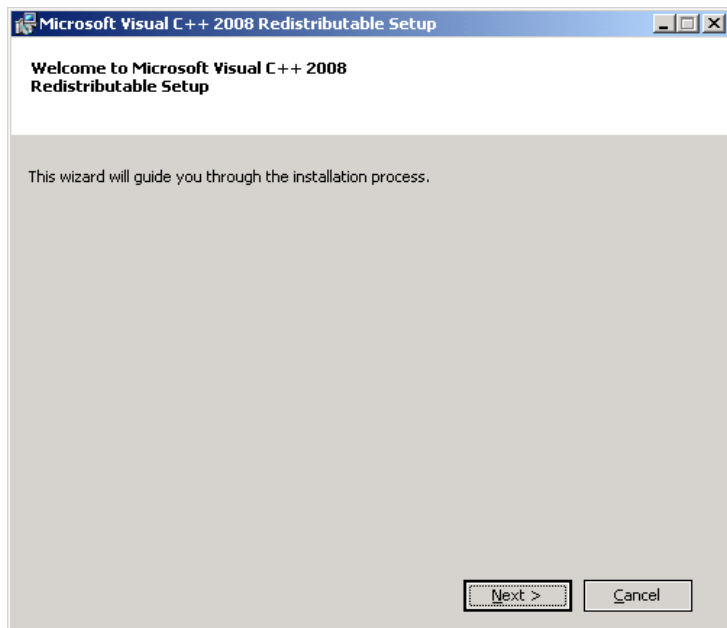 Microsoft Visual C++ 2008 Redistributable Setup
Welcome to Microsoft Visual C++ 2008
Redistributable Setup
This wizard will guide you through the installation process.
Next > Cancel